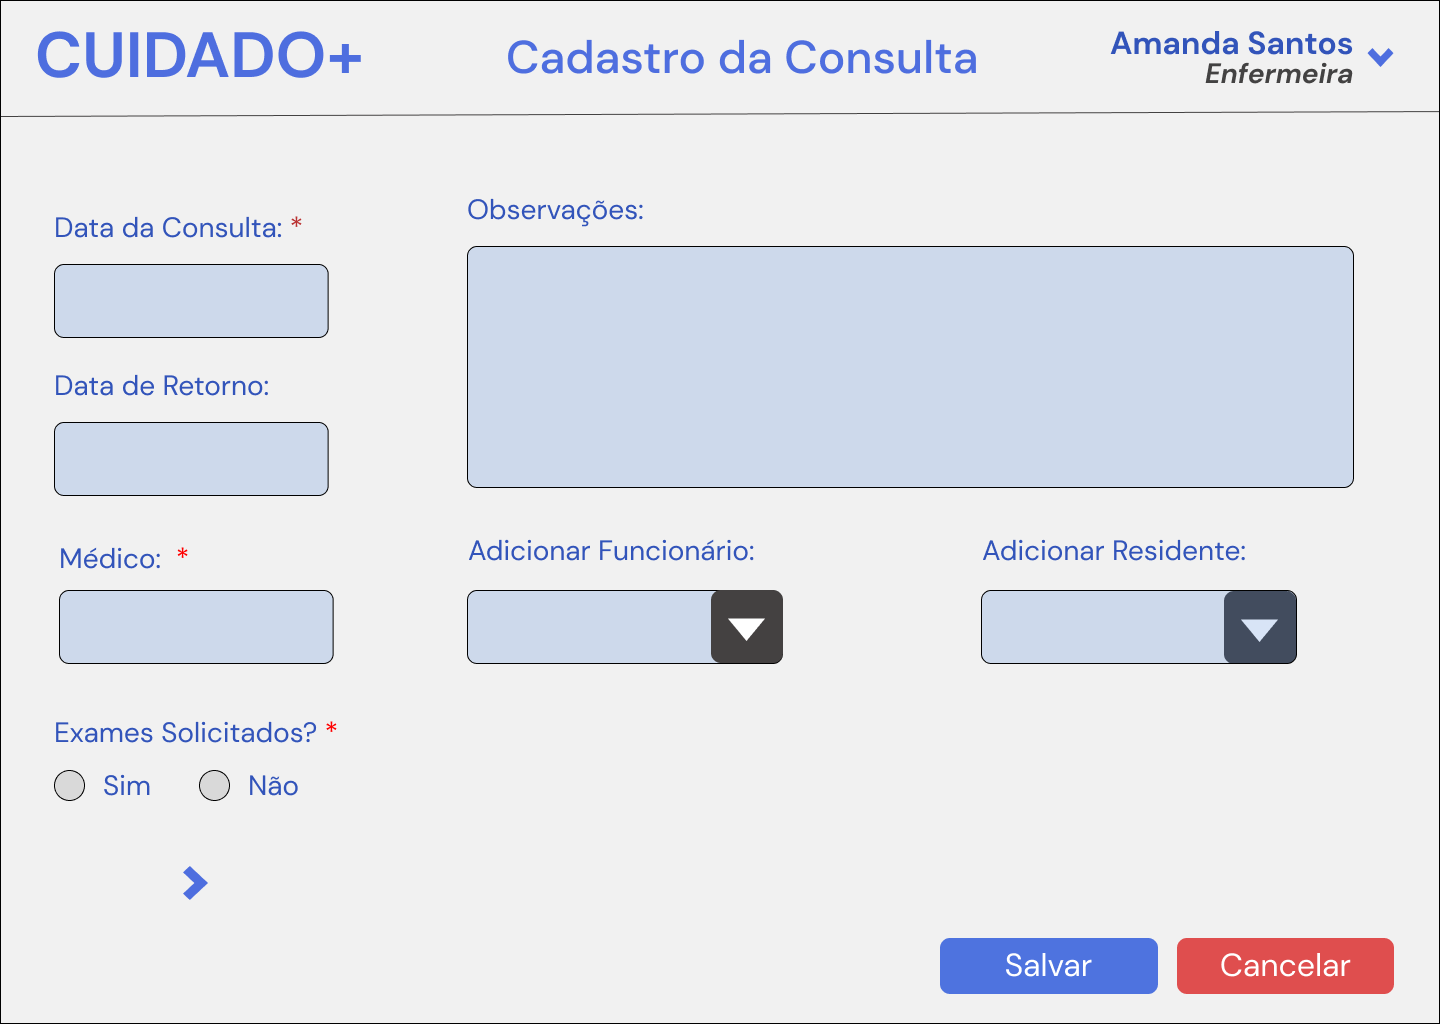 CUIDADO+
Cadastro da Consulta
Amanda Santos
Enfermeira
Data da Consulta: *
Observações:
Data de Retorno:
Médico: *
Adicionar Funcionário:
Adicionar Residente:
Exames Solicitados? *
Sim
Não
Salvar
Cancelar